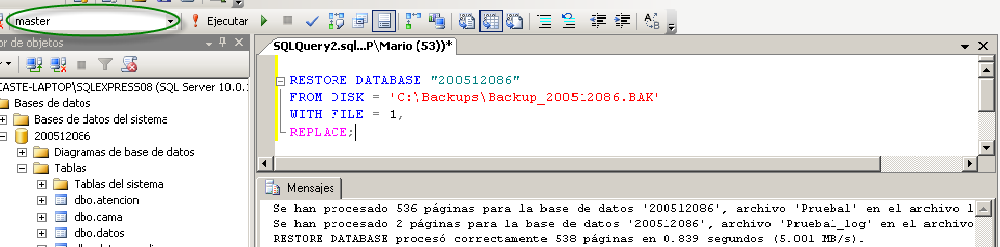 master
Ejecutar
or de objetos
SQLQuery2.sql...P\Mario (53))*
CASTE-LAPTOP\SQLEXPRESS08 (SQL Server 10.0.:
Bases de datos
Bases de datos del sistema
200512086
Diagramas de base de datos
Tablas
Tablas del sistema
dbo.atencion
dbo.cama
dbo.datos
RESTORE DATABASE "200512086"
FROM DISK = 'C:\Backups\Backup_200512086.BAK'
WITH FILE = 1,
REPLACE;
Mensajes
Se han procesado 536 páginas para la base de datos '200512086', archivo 'Prueba1' en el archivo 1
Se han procesado 2 páginas para la base de datos '200512086', archivo 'Prueba1_log' en el archivo
RESTORE DATABASE procesó correctamente 538 páginas en 0.839 segundos (5.001 MB/s).